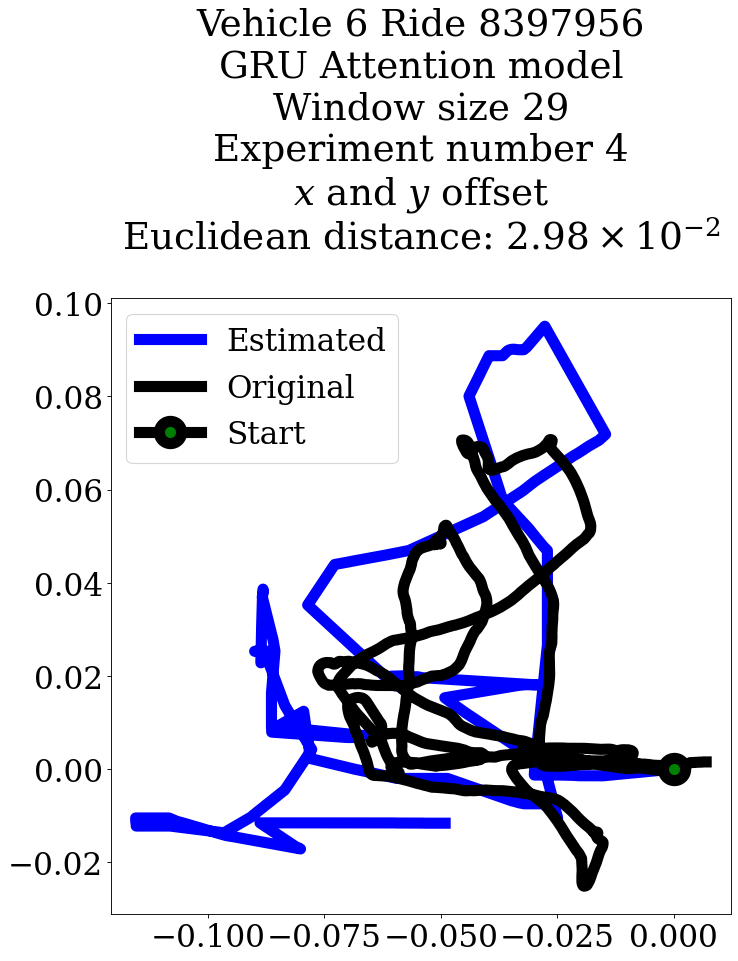 Vehicle 6 Ride 8397956
GRU Attention model
Window size 29
Experiment number 4
x and y offset
Euclidean distance: 2.98 × 10⁻²
0.10
0.08
0.06
0.04
0.02
0.00
−0.02
Estimated
Original
Start
−0.100 −0.075 −0.050 −0.025 0.000